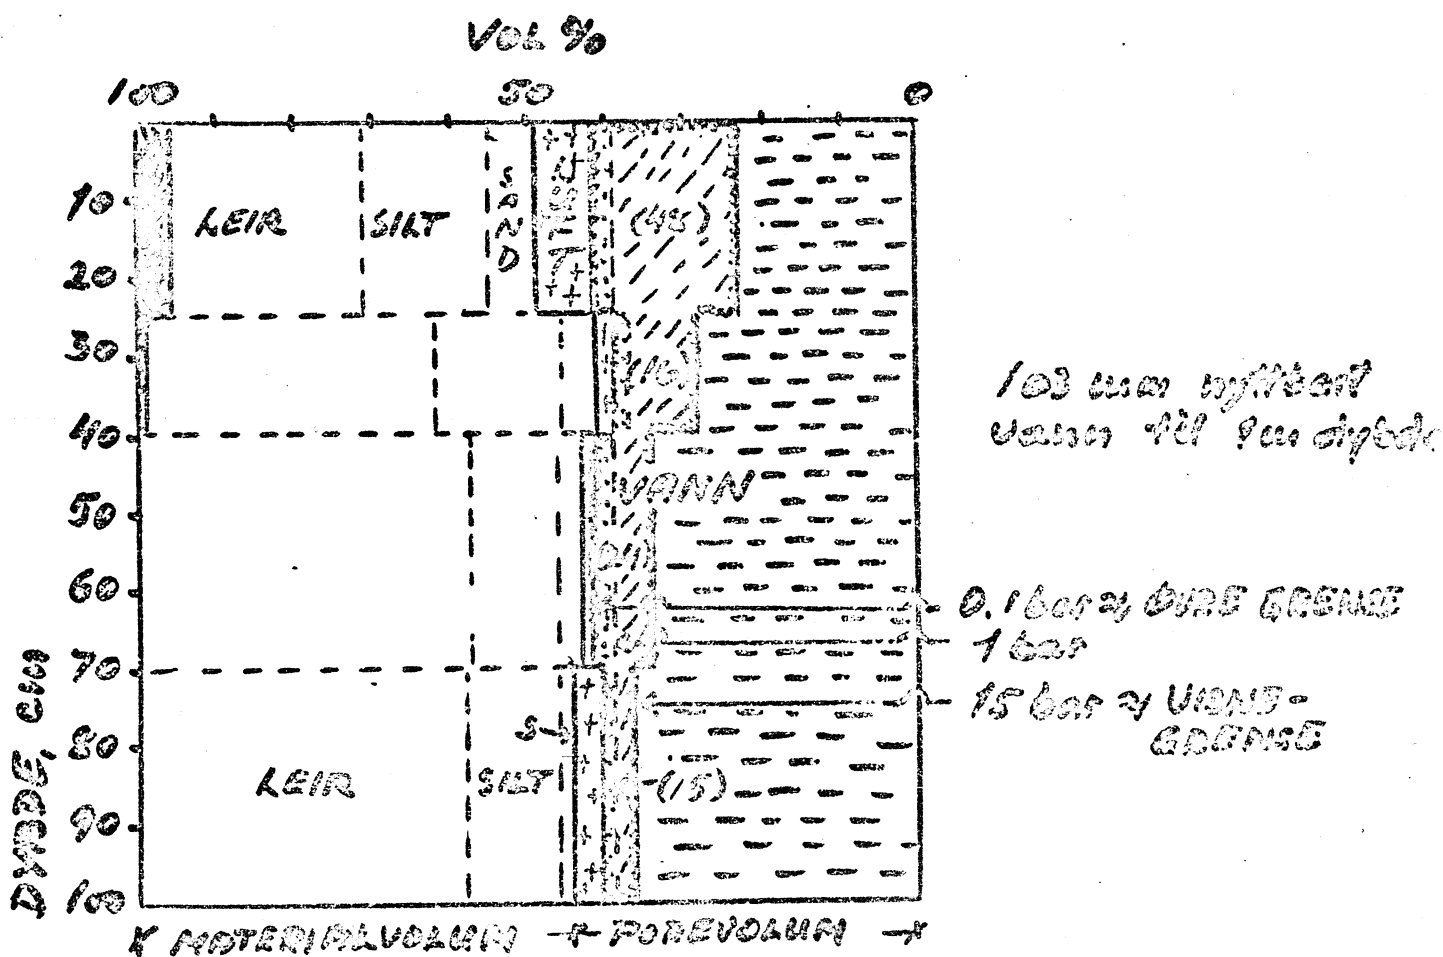 VOL %
100 50 0
10
20
30
40
50
60
70
80
90
100
DYBDE, cm
LEIR SILT SAND (48)
(16)
VANN
S
LEIR SILT (15)
103 mm nyttbart
vann til 1 m dybde
0.1 bar ≈ ØVRE GRENSE
1 bar
15 bar ≈ VISNE-
GRENSE
X MATERIALVOLUM X POREVOLUM X